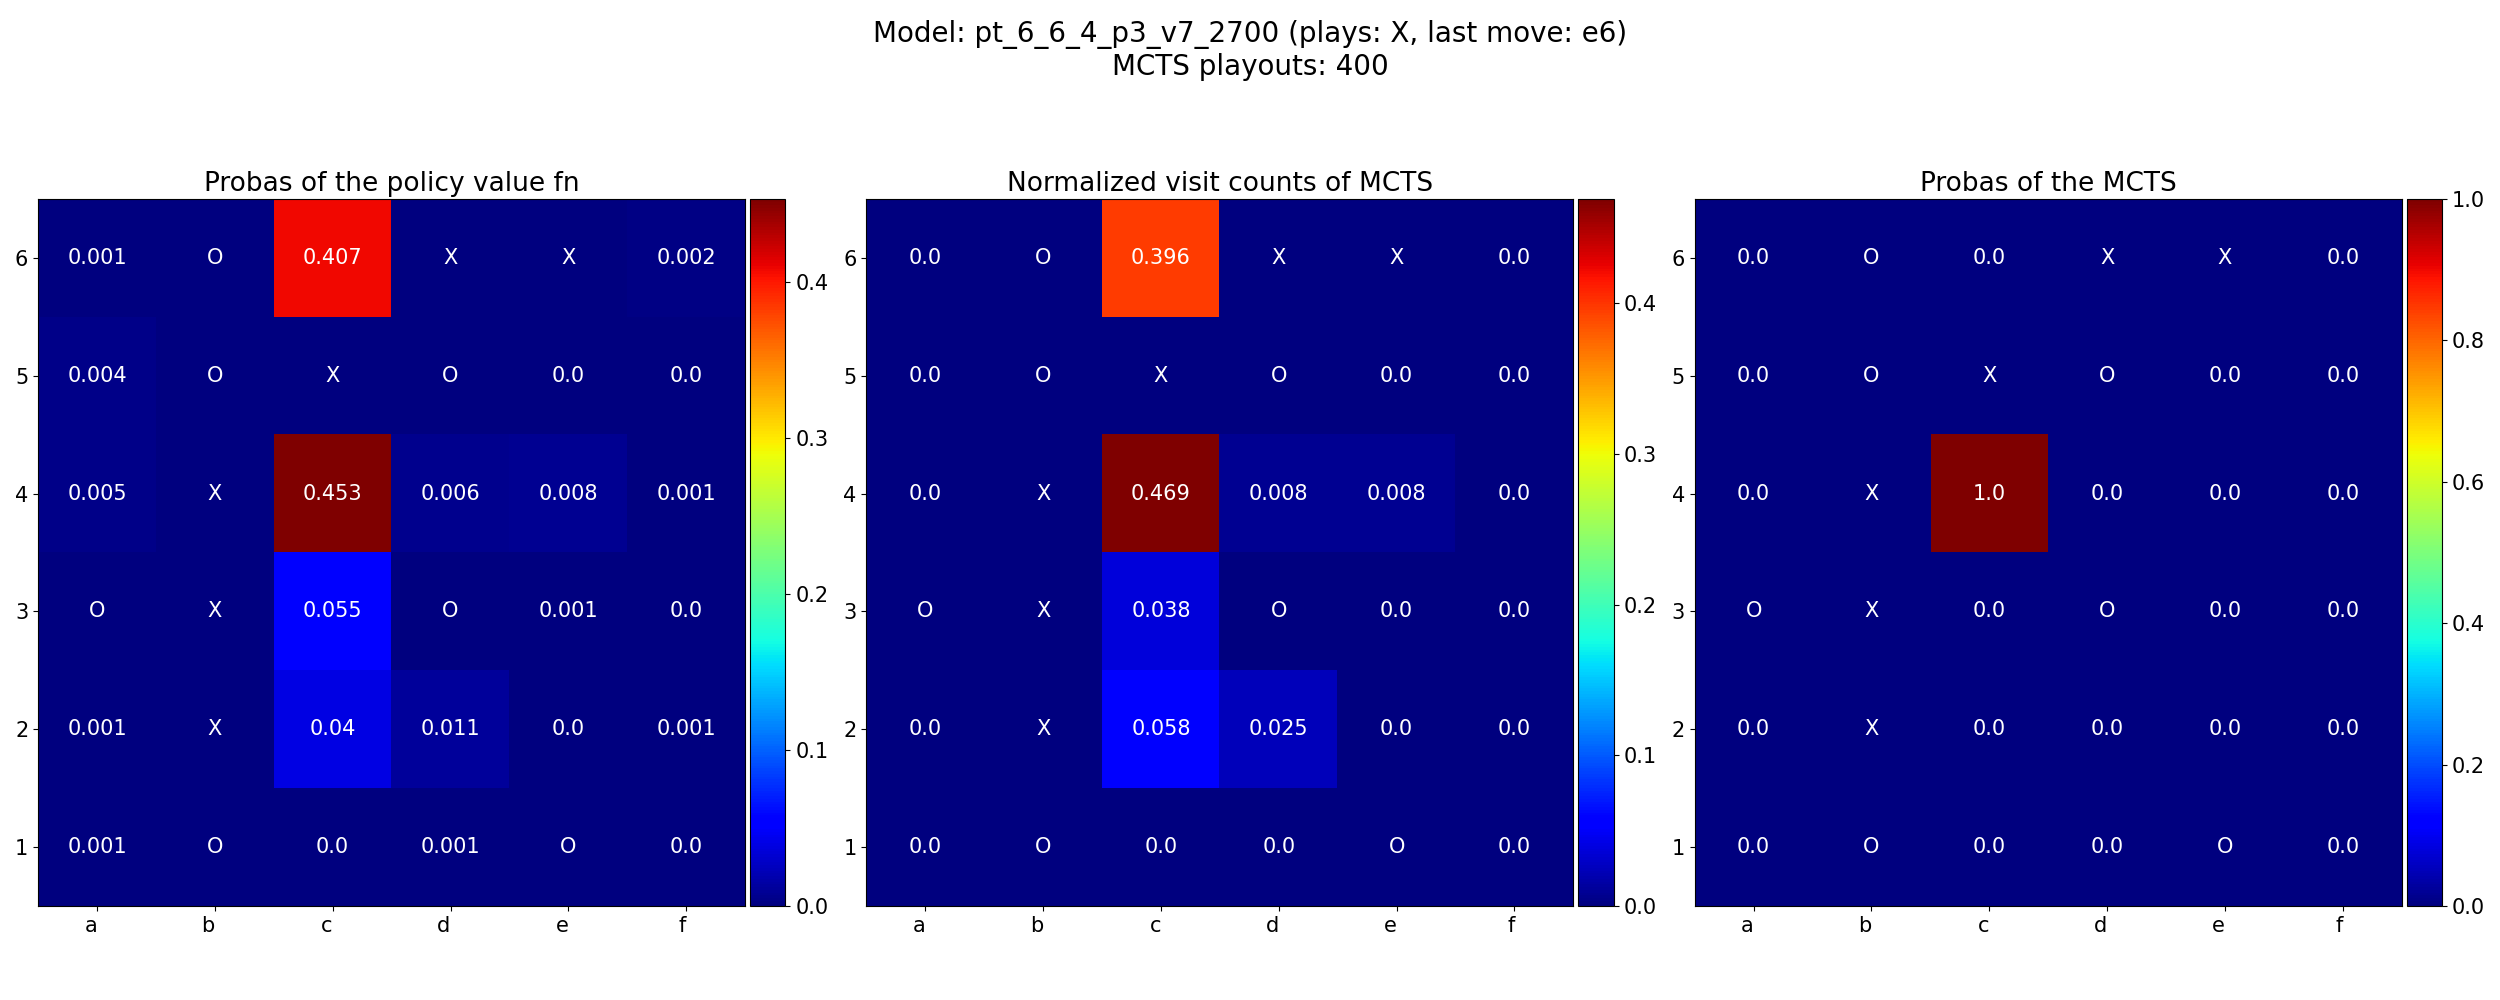 Model: pt_6_6_4_p3_v7_2700 (plays: X, last move: e6)
MCTS playouts: 400
Probas of the policy value fn
6 0.001 O 0.407 X X 0.002
5 0.004 O X O 0.0 0.0
4 0.005 X 0.453 0.006 0.008 0.001
3 O X 0.055 O 0.001 0.0
2 0.001 X 0.04 0.011 0.0 0.001
1 0.001 O 0.0 0.001 O 0.0
a b c d e f
0.4
0.3
0.2
0.1
0.0
Normalized visit counts of MCTS
6 0.0 O 0.396 X X 0.0
5 0.0 O X O 0.0 0.0
4 0.0 X 0.469 0.008 0.008 0.0
3 O X 0.038 O 0.0 0.0
2 0.0 X 0.058 0.025 0.0 0.0
1 0.0 O 0.0 0.0 O 0.0
a b c d e f
0.4
0.3
0.2
0.1
0.0
Probas of the MCTS
6 0.0 O 0.0 X X 0.0
5 0.0 O X O 0.0 0.0
4 0.0 X 1.0 0.0 0.0 0.0
3 O X 0.0 O 0.0 0.0
2 0.0 X 0.0 0.0 0.0 0.0
1 0.0 O 0.0 0.0 O 0.0
a b c d e f
1.0
0.8
0.6
0.4
0.2
0.0